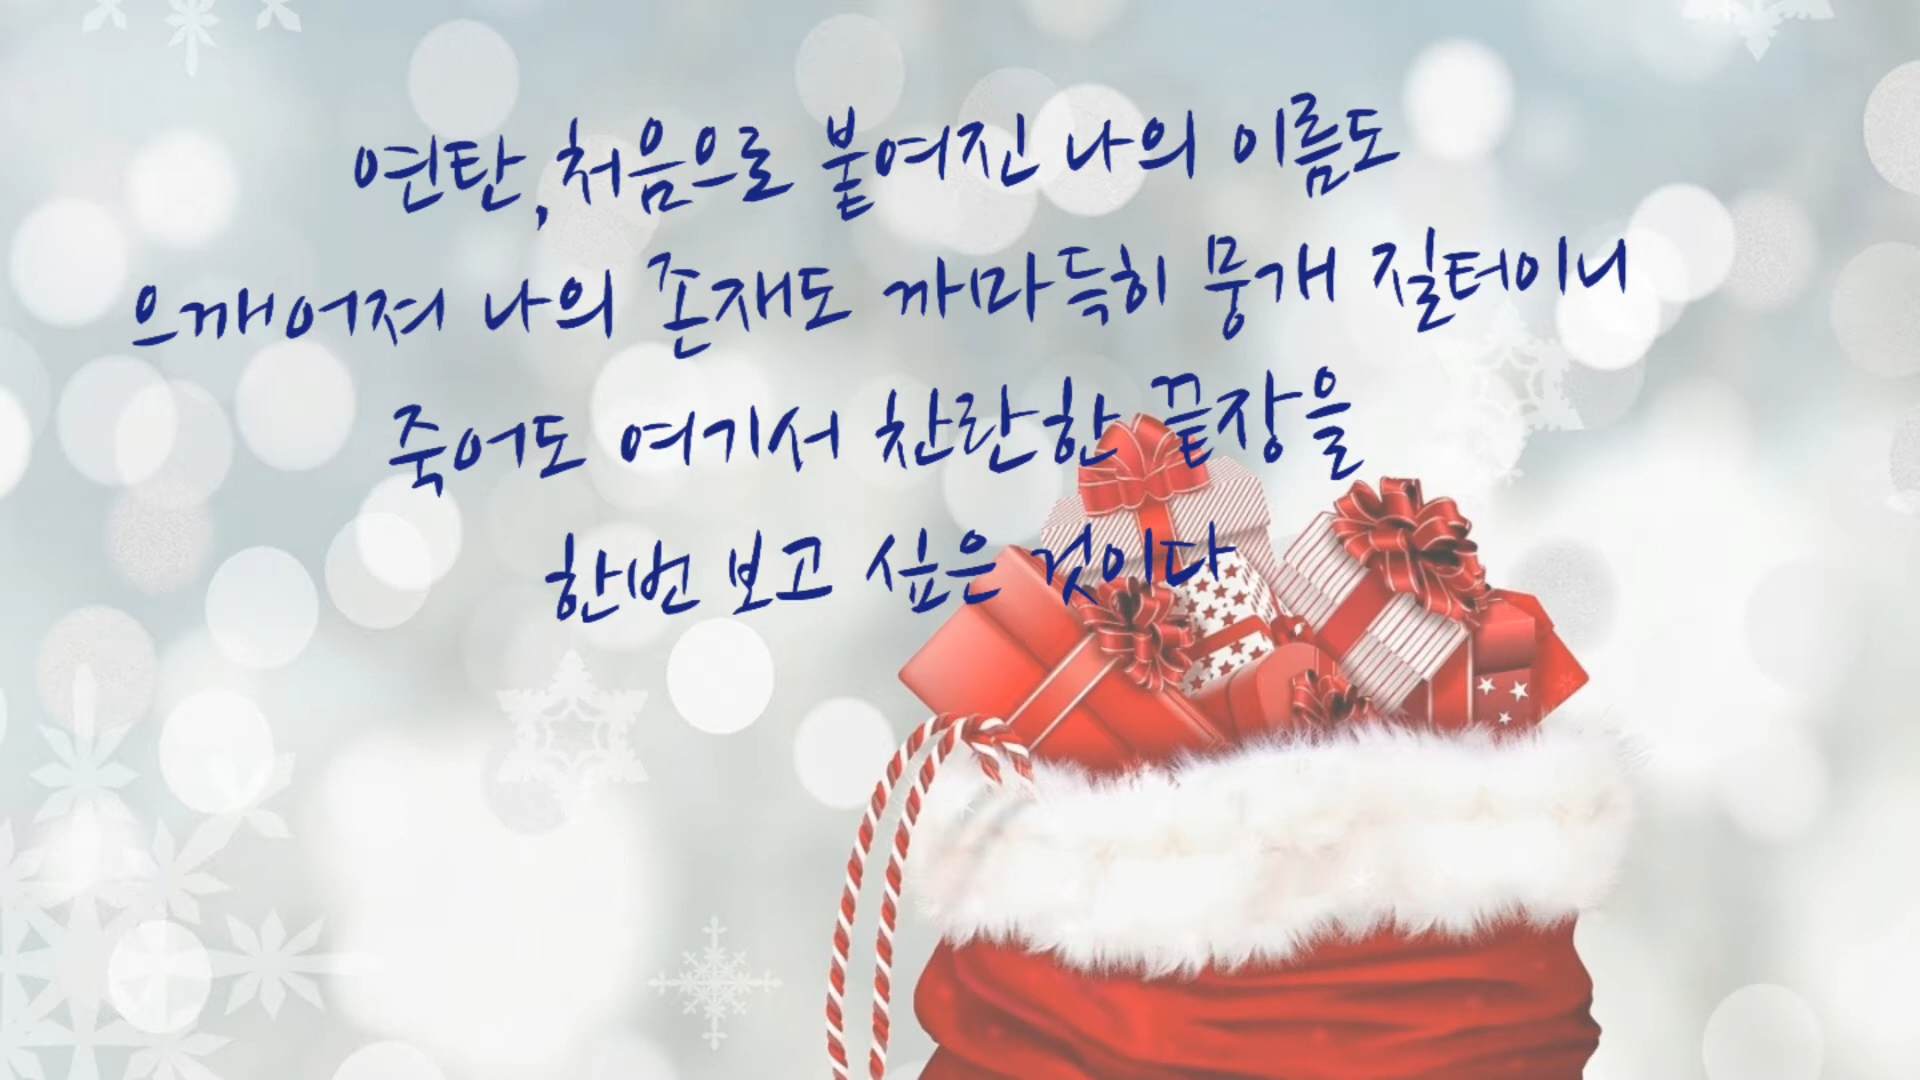 연탄,처음으로 붙여진 나의 이름도
으깨어져 나의 존재도 까마득히 뭉개 질터이니
죽어도 여기서 찬란한 끝장을
한번 보고 싶은 것이다